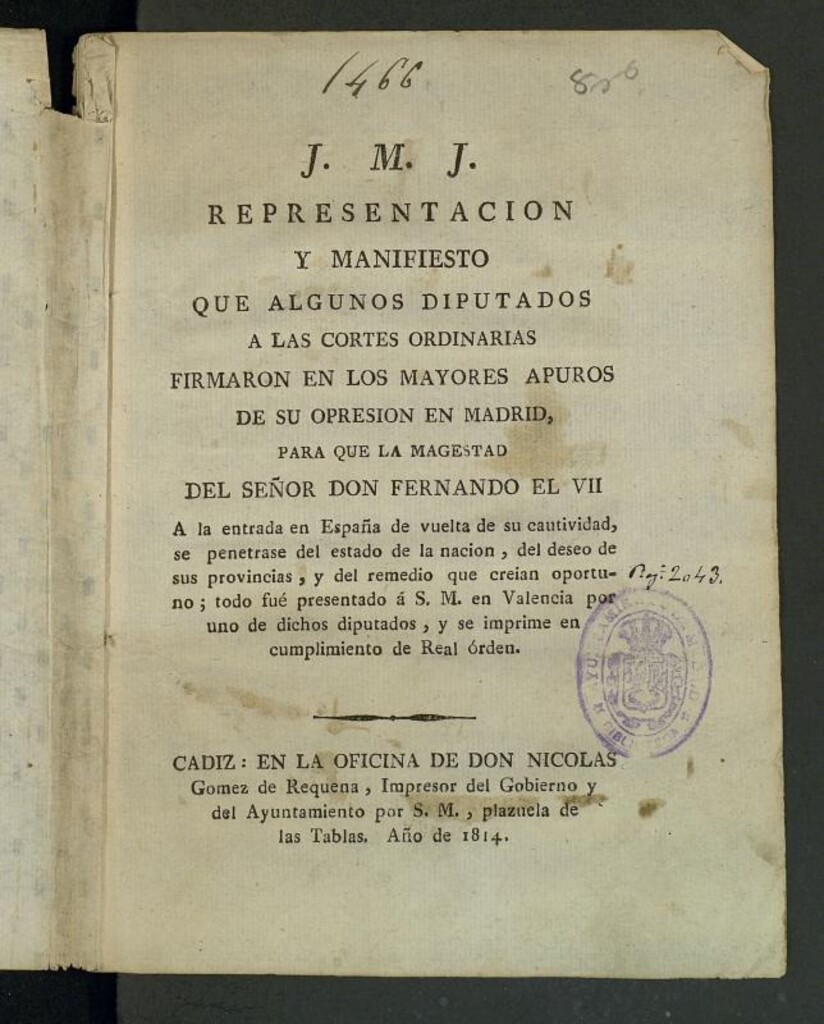 1466
J. M. J.
REPRESENTACION
Y MANIFIESTO
QUE ALGUNOS DIPUTADOS
A LAS CORTES ORDINARIAS
FIRMARON EN LOS MAYORES APUROS
DE SU OPRESION EN MADRID,
PARA QUE LA MAGESTAD
DEL SEÑOR DON FERNANDO EL VII
A la entrada en España de vuelta de su cautividad,
se penetrase del estado de la nacion, del deseo de
sus provincias, y del remedio que creian oportu-
no; todo fué presentado á S. M. en Valencia por
uno de dichos diputados, y se imprime en
cumplimiento de Real órden.
2043.
CADIZ: EN LA OFICINA DE DON NICOLAS
Gomez de Requena, Impresor del Gobierno y
del Ayuntamiento por S. M., plazuela de
las Tablas. Año de 1814.